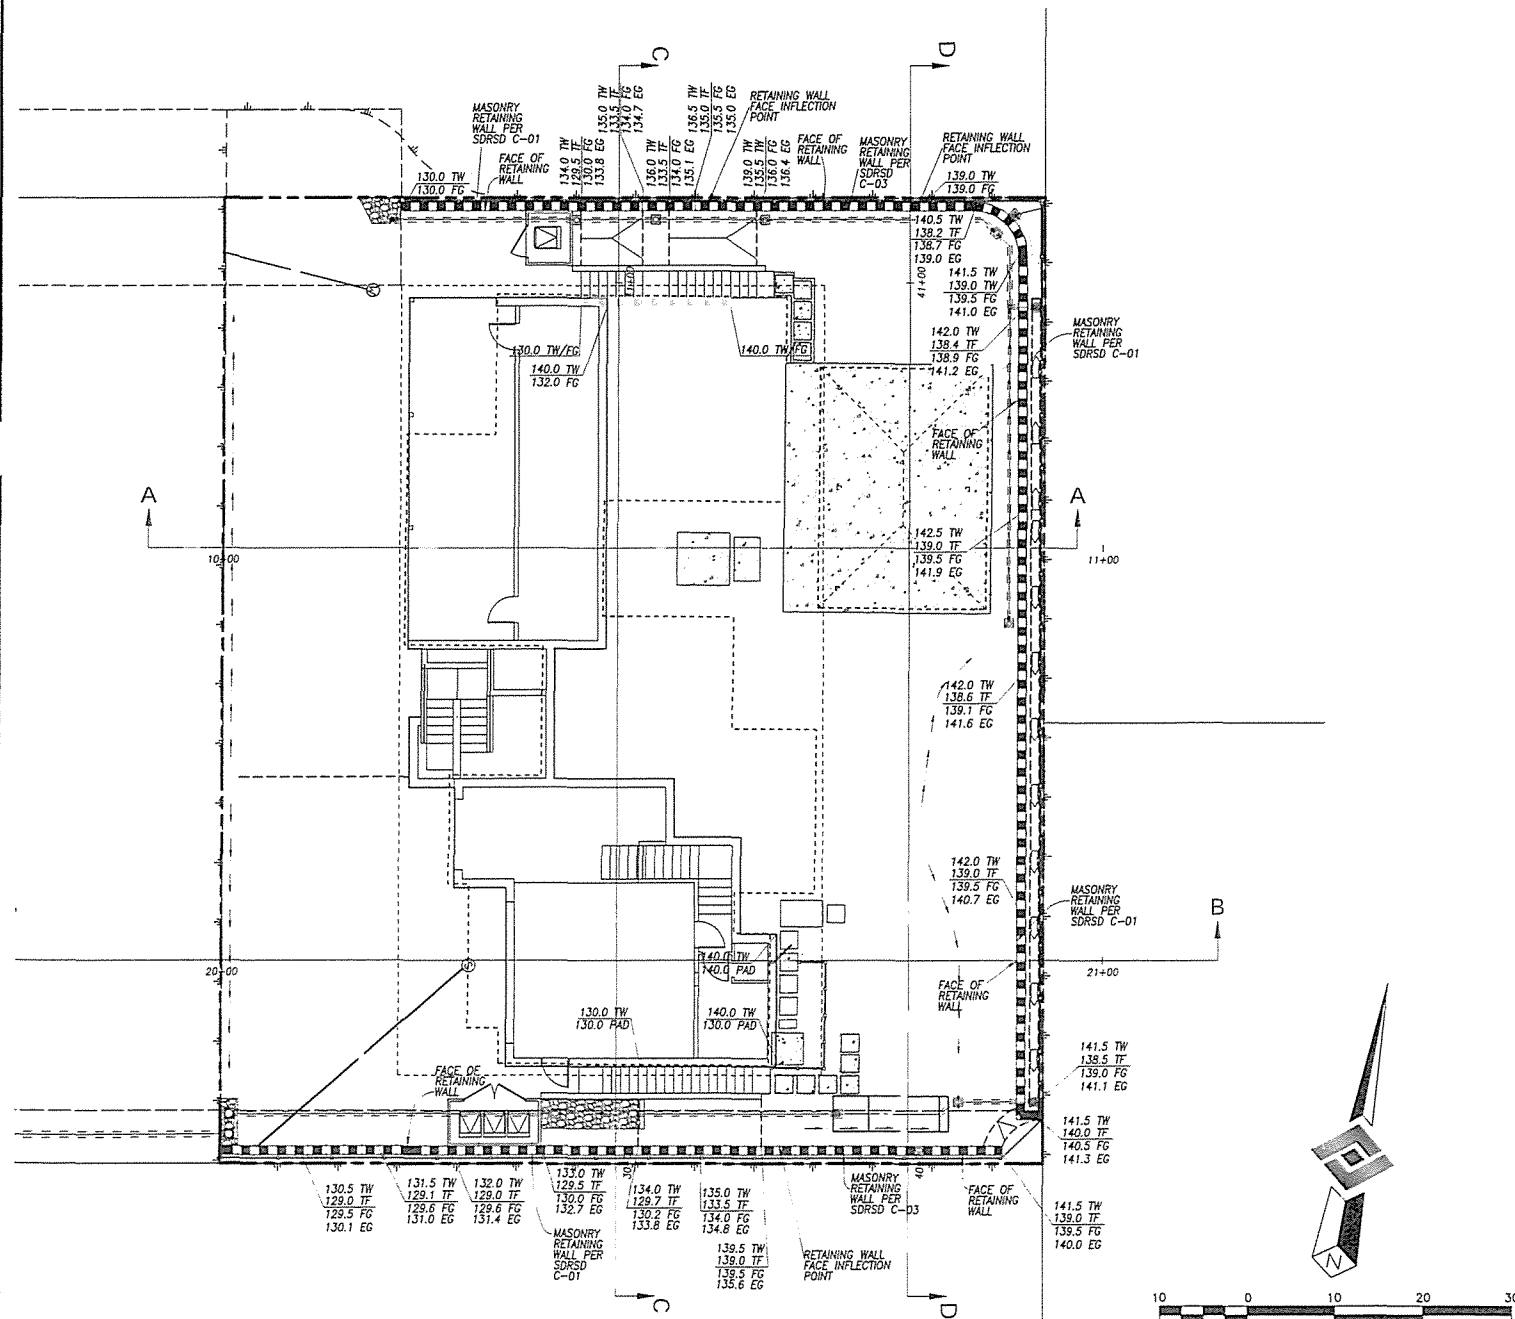 C
D
MASONRY
RETAINING
WALL PER
SDRSD C-01
FACE OF
RETAINING
WALL
130.0 TW
130.0 FG
134.0 TW
129.5 TF
130.0 FG
133.8 EG
135.0 TW
133.5 TF
134.0 FG
134.7 EG
136.0 TW
133.5 TF
134.0 FG
135.1 EG
136.5 TW
135.0 TF
135.5 FG
135.0 EG
RETAINING WALL
FACE INFLECTION
POINT
139.0 TW
135.5 TW
136.0 FG
136.4 EG
FACE OF
RETAINING
WALL
MASONRY
RETAINING
WALL PER
SDRSD
C-03
RETAINING WALL
FACE INFLECTION
POINT
139.0 TW
139.0 FG
140.5 TW
138.2 TF
138.7 FG
139.0 EG
41+00
141.5 TW
139.0 TW
139.5 FG
141.0 EG
142.0 TW
138.4 TF
138.9 FG
141.2 EG
MASONRY
RETAINING
WALL PER
SDRSD C-01
130.0 TW/FG
140.0 TW/FG
140.0 TW
132.0 FG
FACE OF
RETAINING
WALL
A
A
10+00
11+00
142.5 TW
139.0 TF
139.5 FG
141.9 EG
142.0 TW
138.6 TF
139.1 FG
141.6 EG
142.0 TW
139.0 TF
139.5 FG
140.7 EG
MASONRY
RETAINING
WALL PER
SDRSD C-01
B
20+00
21+00
140.0 TW
140.0 PAD
FACE OF
RETAINING
WALL
130.0 TW
130.0 PAD
140.0 TW
130.0 PAD
FACE OF
RETAINING
WALL
141.5 TW
138.5 TF
139.0 FG
141.1 EG
141.5 TW
140.0 TF
140.5 FG
141.3 EG
130.5 TW
129.0 TF
129.5 FG
130.1 EG
131.5 TW
129.1 TF
129.6 FG
131.0 EG
132.0 TW
129.0 TF
129.6 FG
131.4 EG
133.0 TW
129.5 TF
130.0 FG
132.7 EG
134.0 TW
129.7 TF
130.2 FG
133.8 EG
135.0 TW
133.5 TF
134.0 FG
134.8 EG
MASONRY
RETAINING
WALL PER
SDRSD C-03
FACE OF
RETAINING
WALL
141.5 TW
139.0 TF
139.5 FG
140.0 EG
MASONRY
RETAINING
WALL PER
SDRSD
C-01
139.5 TW
139.0 TF
139.5 FG
135.6 EG
RETAINING WALL
FACE INFLECTION
POINT
N
C
D
10
0
10
20
30